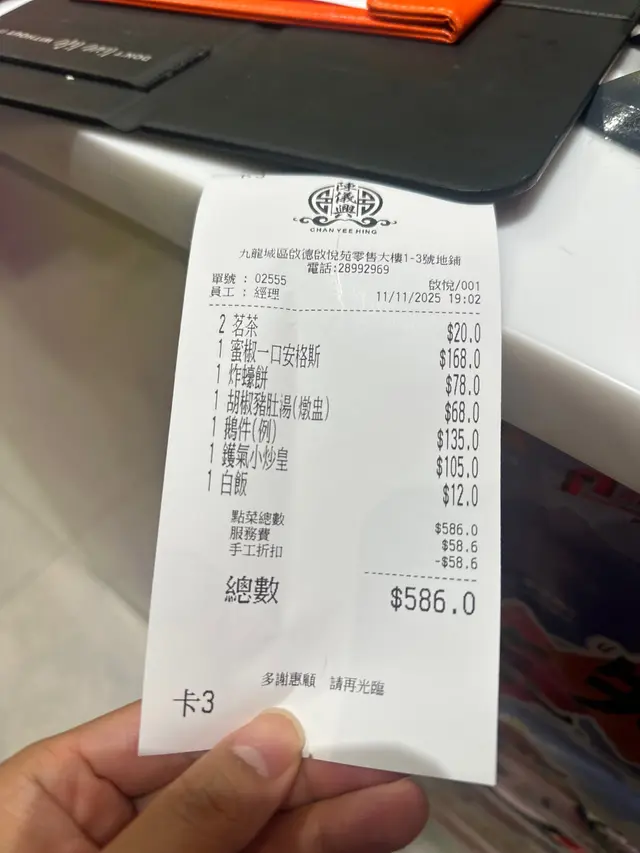 DON'T live life WITHOUT
陳儀興
CHAN YEE HING
九龍城區啟德啟悅苑零售大樓1-3號地鋪
電話:28992969
單號 : 02555 啟悅/001
員工 : 經理 11/11/2025 19:02
2 茗茶 $20.0
1 蜜椒一口安格斯 $168.0
1 炸蠔餅 $78.0
1 胡椒豬肚湯(燉盅) $68.0
1 鵝件(例) $135.0
1 鑊氣小炒皇 $105.0
1 白飯 $12.0
點菜總數 $586.0
服務費 $58.6
手工折扣 -$58.6
總數 $586.0
多謝惠顧 請再光臨
卡3